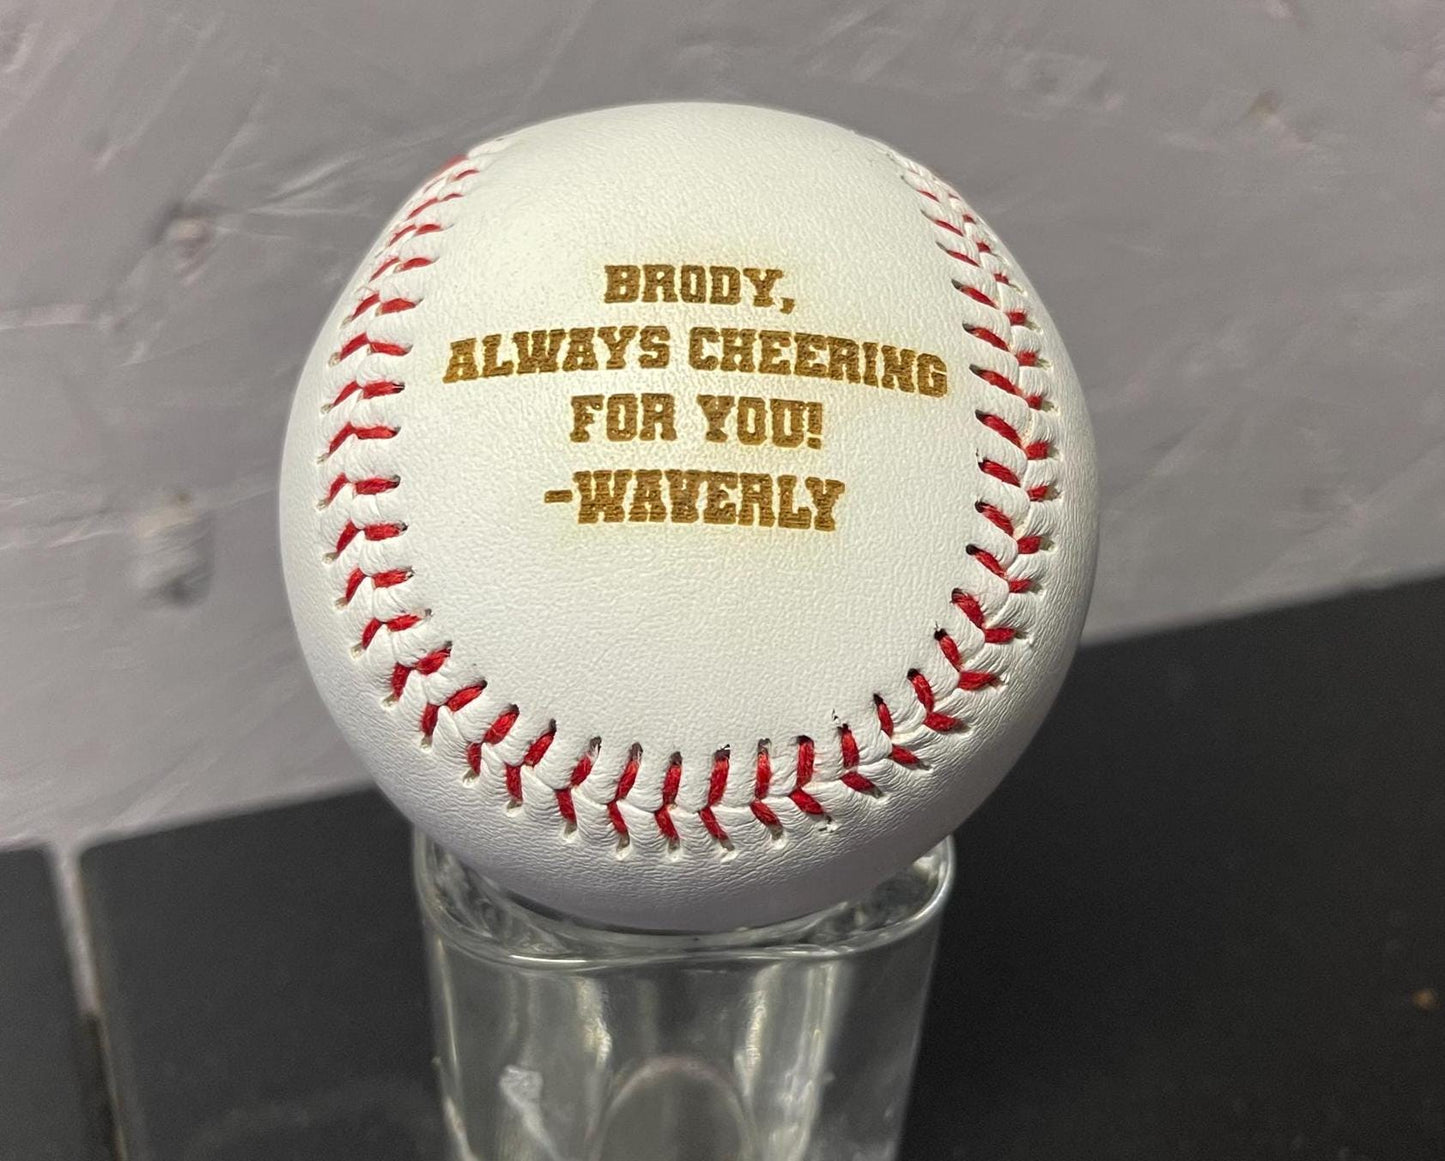 BRODY,
ALWAYS CHEERING
FOR YOU!
-WAVERLY